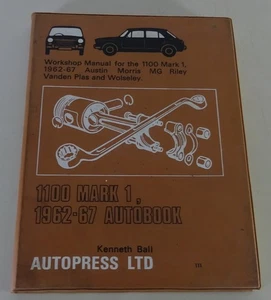 Workshop Manual for the 1100 Mark 1,
1962-67 Austin Morris MG Riley
Vanden Plas and Wolseley.
1100 MARK 1,
1962-67 AUTOBOOK
Kenneth Ball
AUTOPRESS LTD